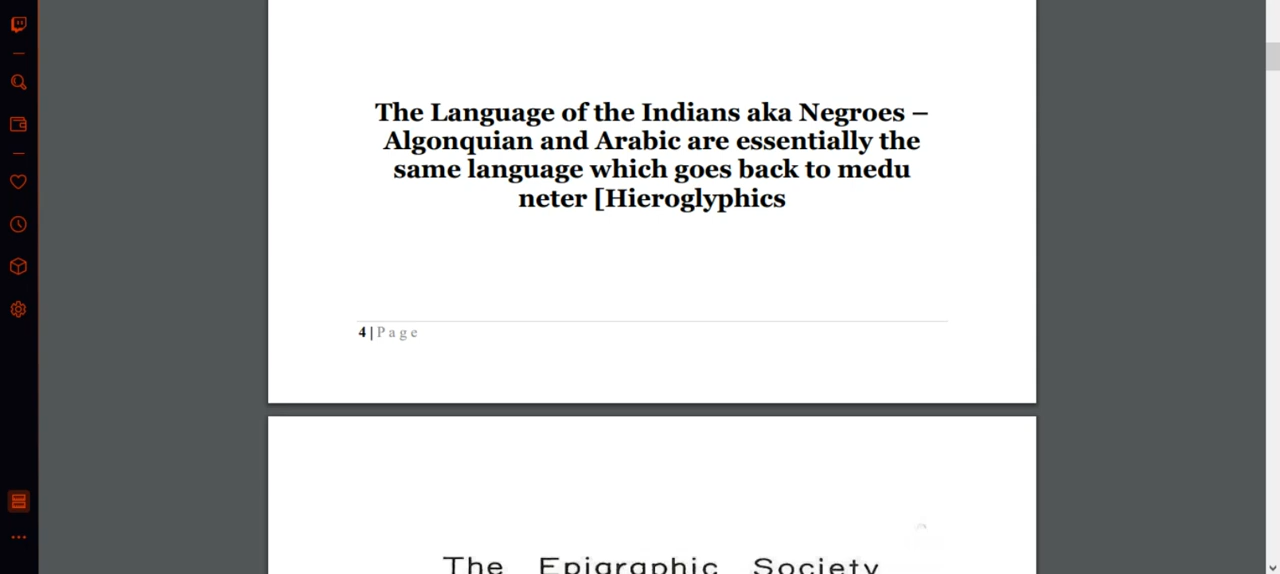 The Language of the Indians aka Negroes –
Algonquian and Arabic are essentially the
same language which goes back to medu
neter [Hieroglyphics
4 | P a g e
The Epigraphic Society